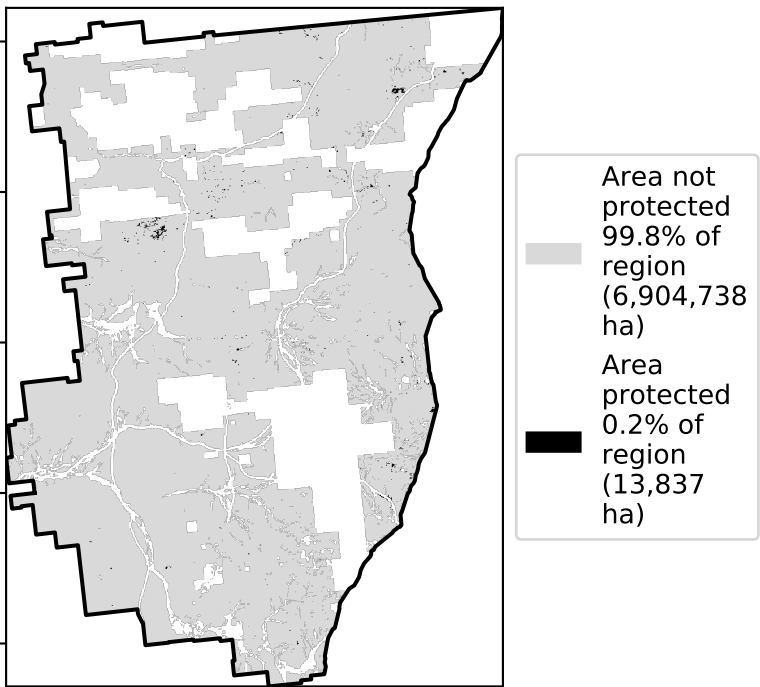 Area not
protected
99.8% of
region
(6,904,738
ha)
Area
protected
0.2% of
region
(13,837
ha)